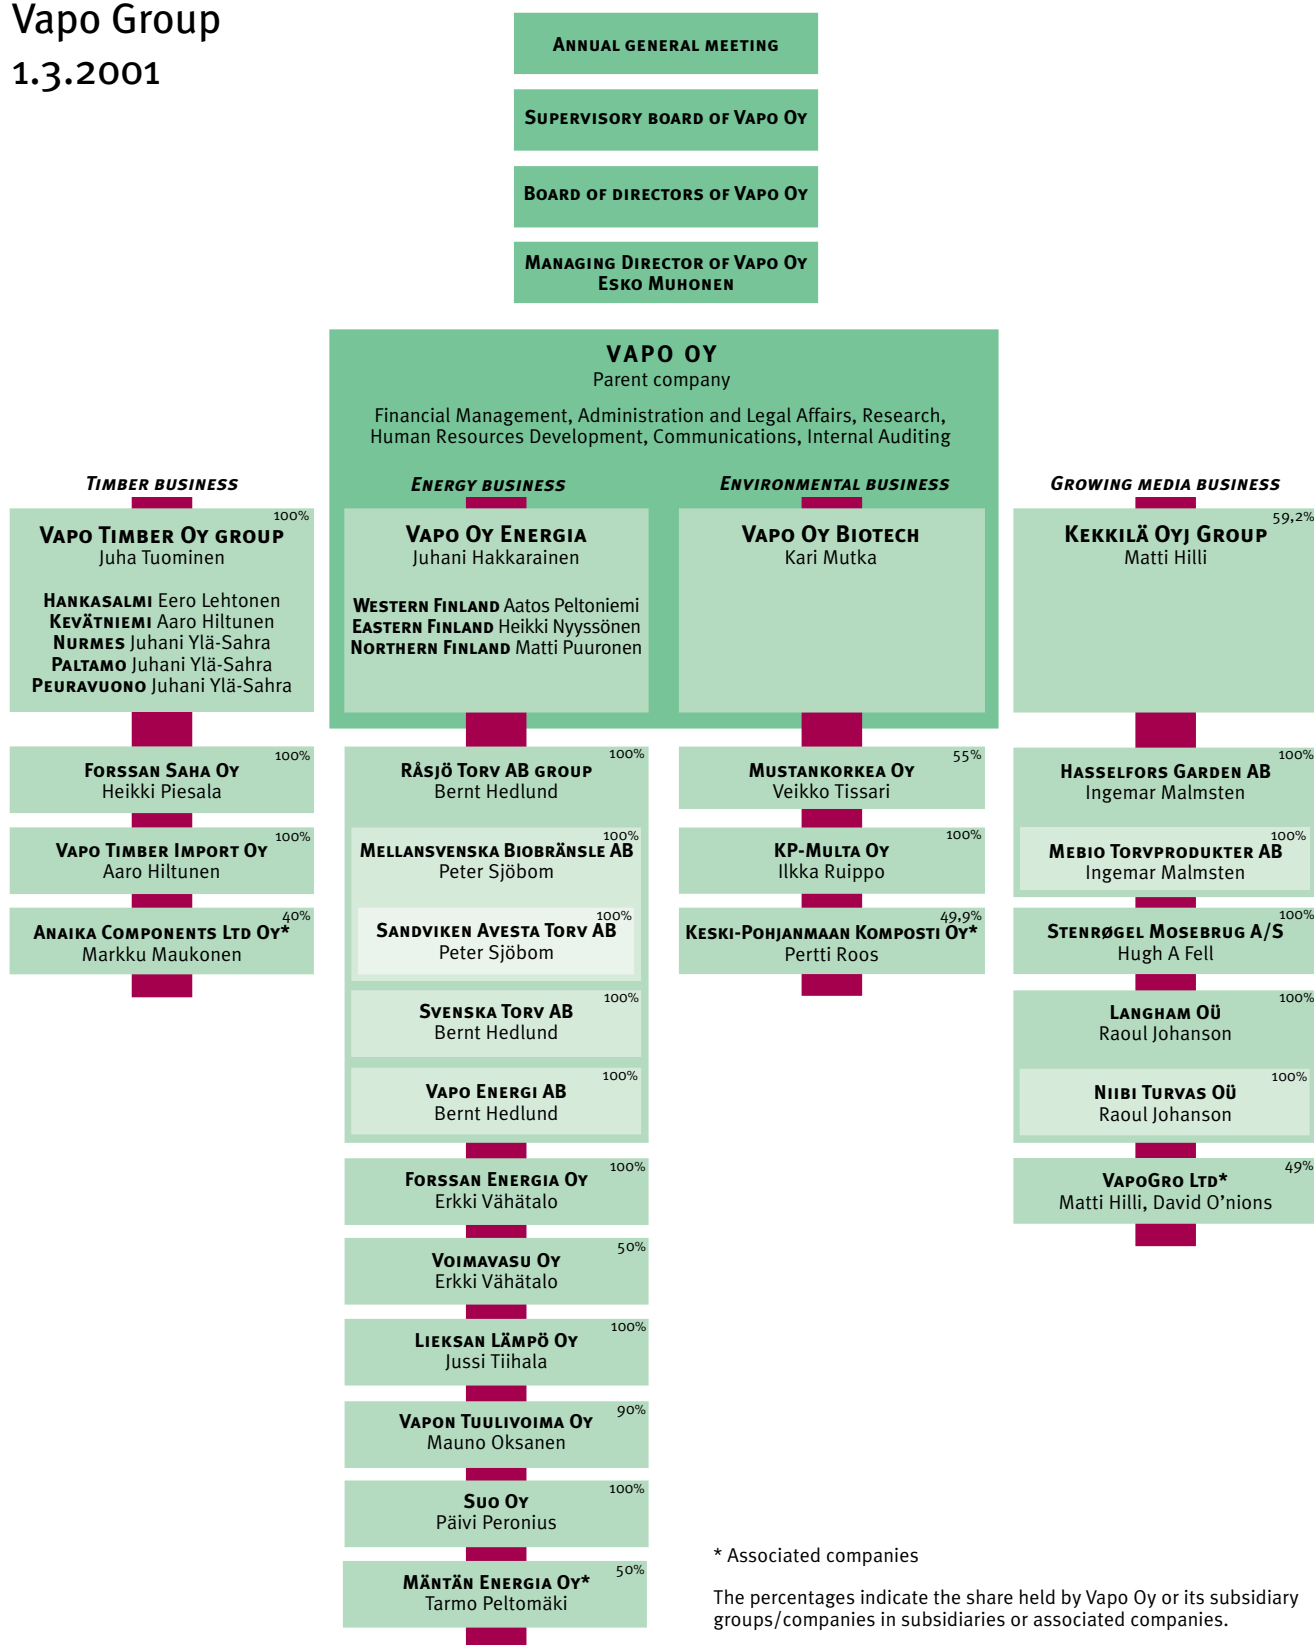 Vapo Group
1.3.2001
Annual general meeting
Supervisory board of Vapo Oy
Board of directors of Vapo Oy
Managing Director of Vapo Oy
Esko Muhonen
VAPO OY
Parent company
Financial Management, Administration and Legal Affairs, Research,
Human Resources Development, Communications, Internal Auditing
Timber business
100%
Vapo Timber Oy group
Juha Tuominen
Hankasalmi Eero Lehtonen
Kevätniemi Aaro Hiltunen
Nurmes Juhani Ylä-Sahra
Paltamo Juhani Ylä-Sahra
Peuravuono Juhani Ylä-Sahra
100%
Forssan Saha Oy
Heikki Piesala
100%
Vapo Timber Import Oy
Aaro Hiltunen
40%
Anaika Components Ltd Oy*
Markku Maukonen
Energy business
Vapo Oy Energia
Juhani Hakkarainen
Western Finland Aatos Peltoniemi
Eastern Finland Heikki Nyyssönen
Northern Finland Matti Puuronen
100%
Råsjö Torv AB group
Bernt Hedlund
100%
Mellansvenska Biobränsle AB
Peter Sjöbom
100%
Sandviken Avesta Torv AB
Peter Sjöbom
100%
Svenska Torv AB
Bernt Hedlund
100%
Vapo Energi AB
Bernt Hedlund
100%
Forssan Energia Oy
Erkki Vähätalo
50%
Voimavasu Oy
Erkki Vähätalo
100%
Lieksan Lämpö Oy
Jussi Tiihala
90%
Vapon Tuulivoima Oy
Mauno Oksanen
100%
Suo Oy
Päivi Peronius
50%
Mäntän Energia Oy*
Tarmo Peltomäki
Environmental business
Vapo Oy Biotech
Kari Mutka
55%
Mustankorkea Oy
Veikko Tissari
100%
KP-Multa Oy
Ilkka Ruippo
49,9%
Keski-Pohjanmaan Komposti Oy*
Pertti Roos
Growing media business
59,2%
Kekkilä Oyj Group
Matti Hilli
100%
Hasselfors Garden AB
Ingemar Malmsten
100%
Mebio Torvprodukter AB
Ingemar Malmsten
100%
Stenrøgel Mosebrug A/S
Hugh A Fell
100%
Langham OÜ
Raoul Johanson
100%
Niibi Turvas OÜ
Raoul Johanson
49%
VapoGro Ltd*
Matti Hilli, David O'nions
* Associated companies
The percentages indicate the share held by Vapo Oy or its subsidiary
groups/companies in subsidiaries or associated companies.